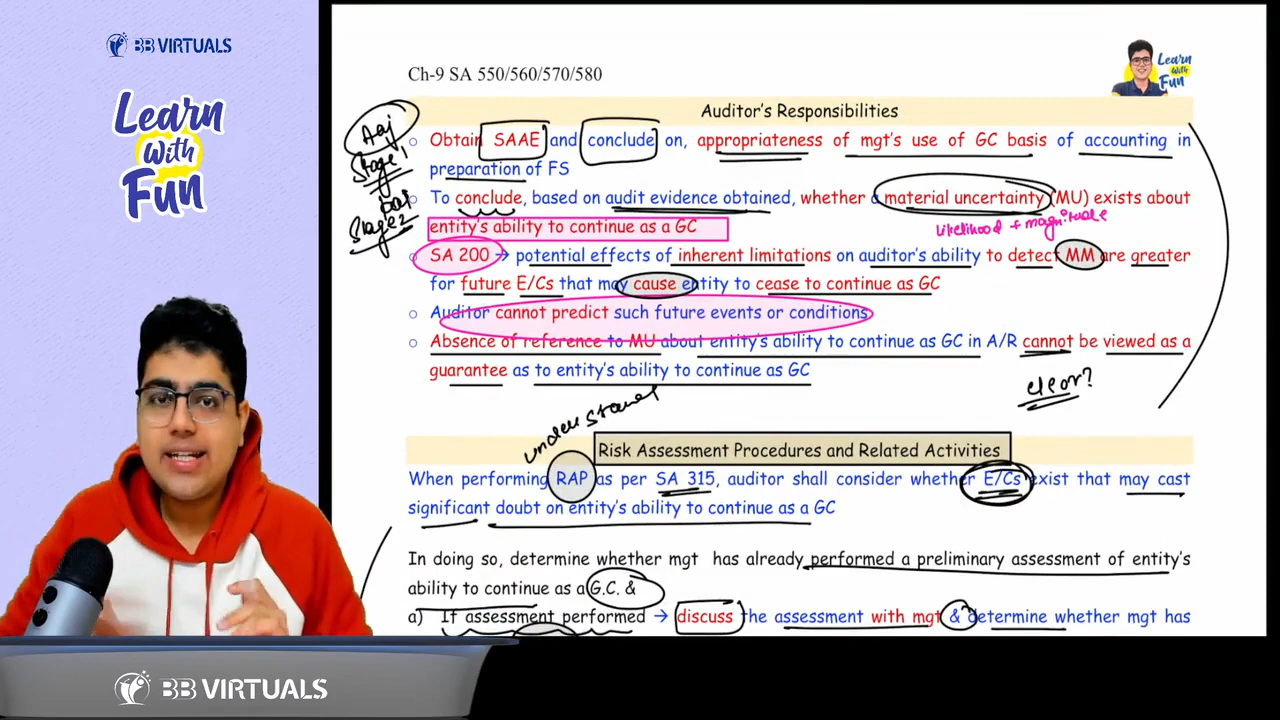 BB VIRTUALS
Learn
With
Fun
Ch-9 SA 550/560/570/580
Learn
With
Fun
Auditor's Responsibilities
Aaj
Stage 1
Stage 2
Obtain SAAE and conclude on, appropriateness of mgt's use of GC basis of accounting in
preparation of FS
To conclude, based on audit evidence obtained, whether a material uncertainty (MU) exists about
entity's ability to continue as a GC
Likelihood + magnitude
SA 200 → potential effects of inherent limitations on auditor's ability to detect MM are greater
for future E/Cs that may cause entity to cease to continue as GC
Auditor cannot predict such future events or conditions
Absence of reference to MU about entity's ability to continue as GC in A/R cannot be viewed as a
guarantee as to entity's ability to continue as GC
clear?
understand
Risk Assessment Procedures and Related Activities
When performing RAP as per SA 315, auditor shall consider whether E/Cs exist that may cast
significant doubt on entity's ability to continue as a GC
In doing so, determine whether mgt has already performed a preliminary assessment of entity's
ability to continue as a G.C. &
a) If assessment performed → discuss the assessment with mgt & determine whether mgt has
BB VIRTUALS